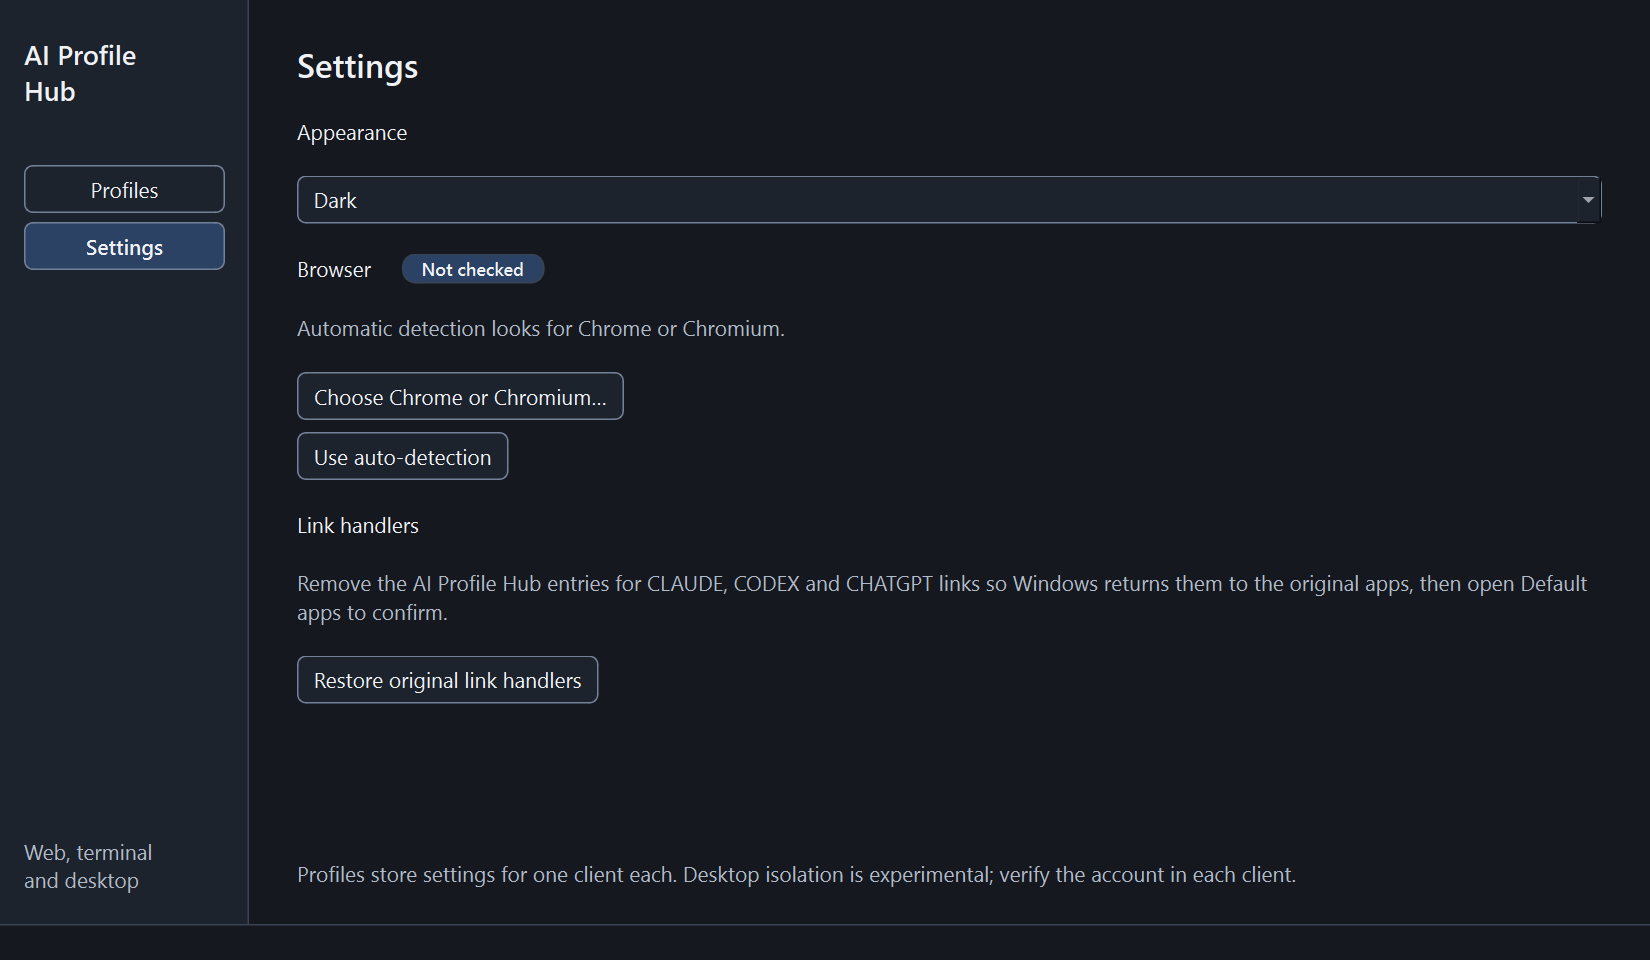 AI Profile
Hub
Profiles
Settings
Web, terminal
and desktop
Settings
Appearance
Dark
Browser
Not checked
Automatic detection looks for Chrome or Chromium.
Choose Chrome or Chromium...
Use auto-detection
Link handlers
Remove the AI Profile Hub entries for CLAUDE, CODEX and CHATGPT links so Windows returns them to the original apps, then open Default
apps to confirm.
Restore original link handlers
Profiles store settings for one client each. Desktop isolation is experimental; verify the account in each client.